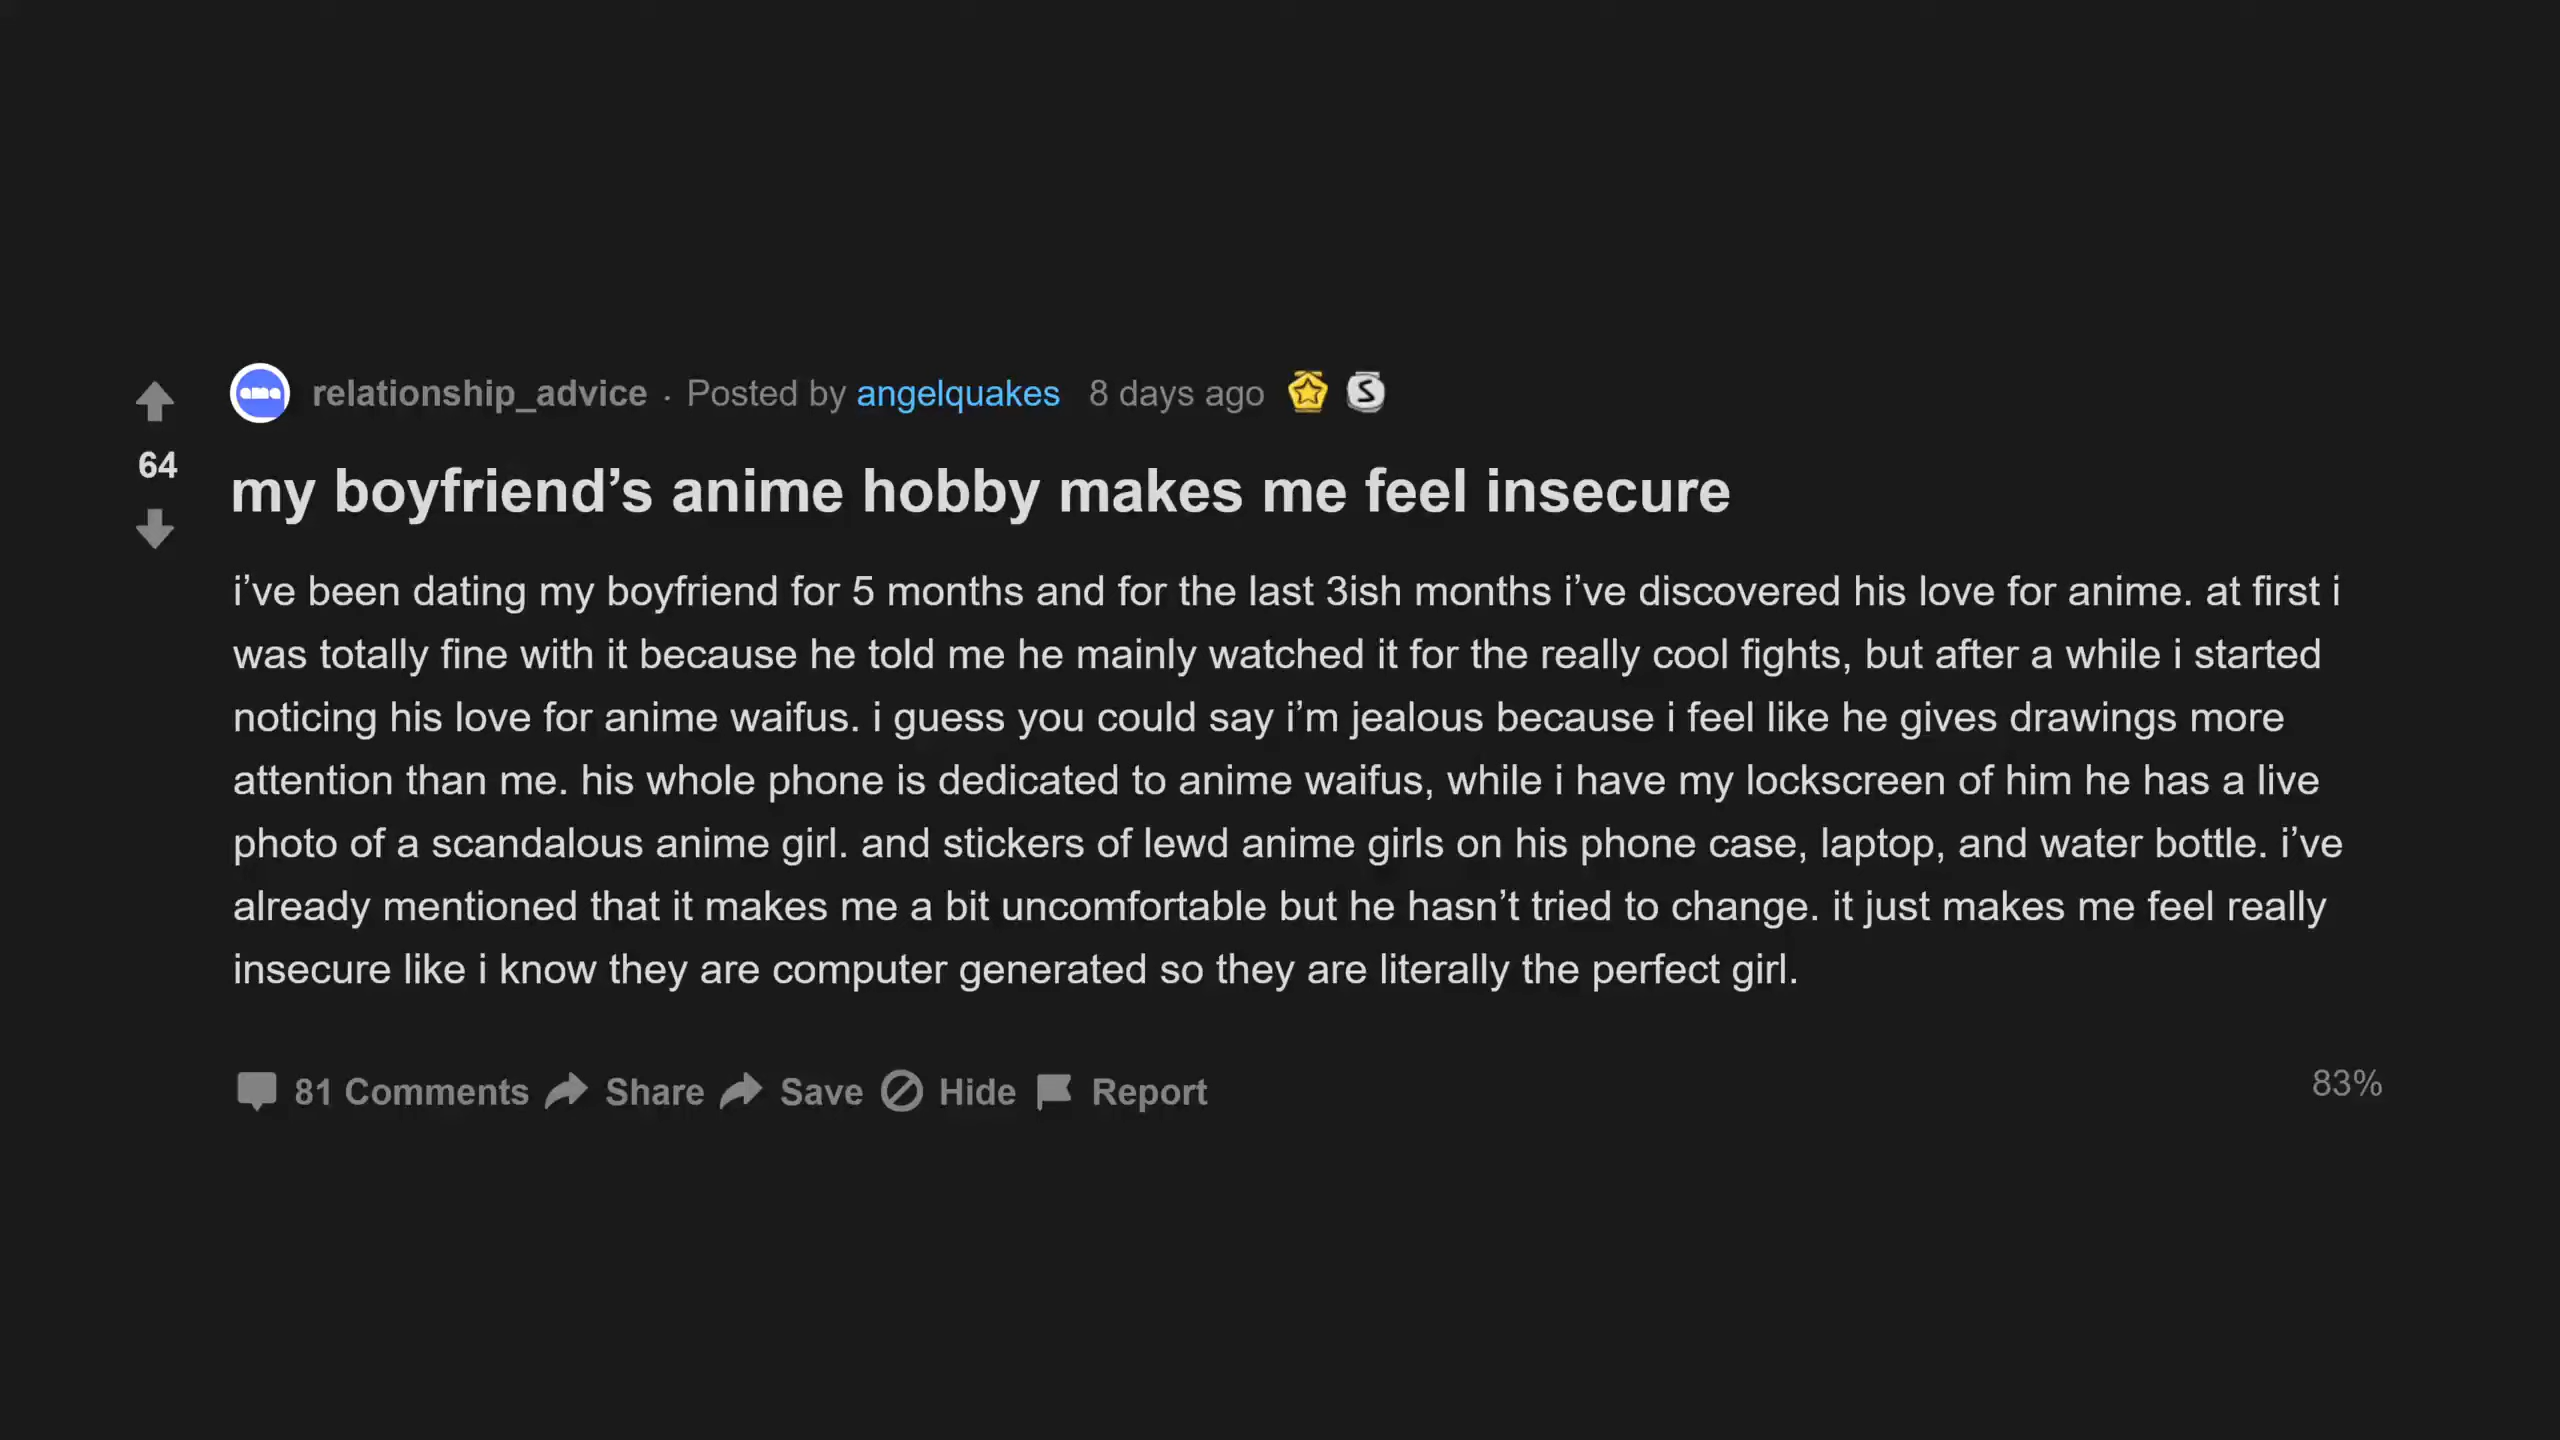 ama relationship_advice · Posted by angelquakes 8 days ago S
64
my boyfriend’s anime hobby makes me feel insecure
i’ve been dating my boyfriend for 5 months and for the last 3ish months i’ve discovered his love for anime. at first i
was totally fine with it because he told me he mainly watched it for the really cool fights, but after a while i started
noticing his love for anime waifus. i guess you could say i’m jealous because i feel like he gives drawings more
attention than me. his whole phone is dedicated to anime waifus, while i have my lockscreen of him he has a live
photo of a scandalous anime girl. and stickers of lewd anime girls on his phone case, laptop, and water bottle. i’ve
already mentioned that it makes me a bit uncomfortable but he hasn’t tried to change. it just makes me feel really
insecure like i know they are computer generated so they are literally the perfect girl.
81 Comments Share Save Hide Report 83%